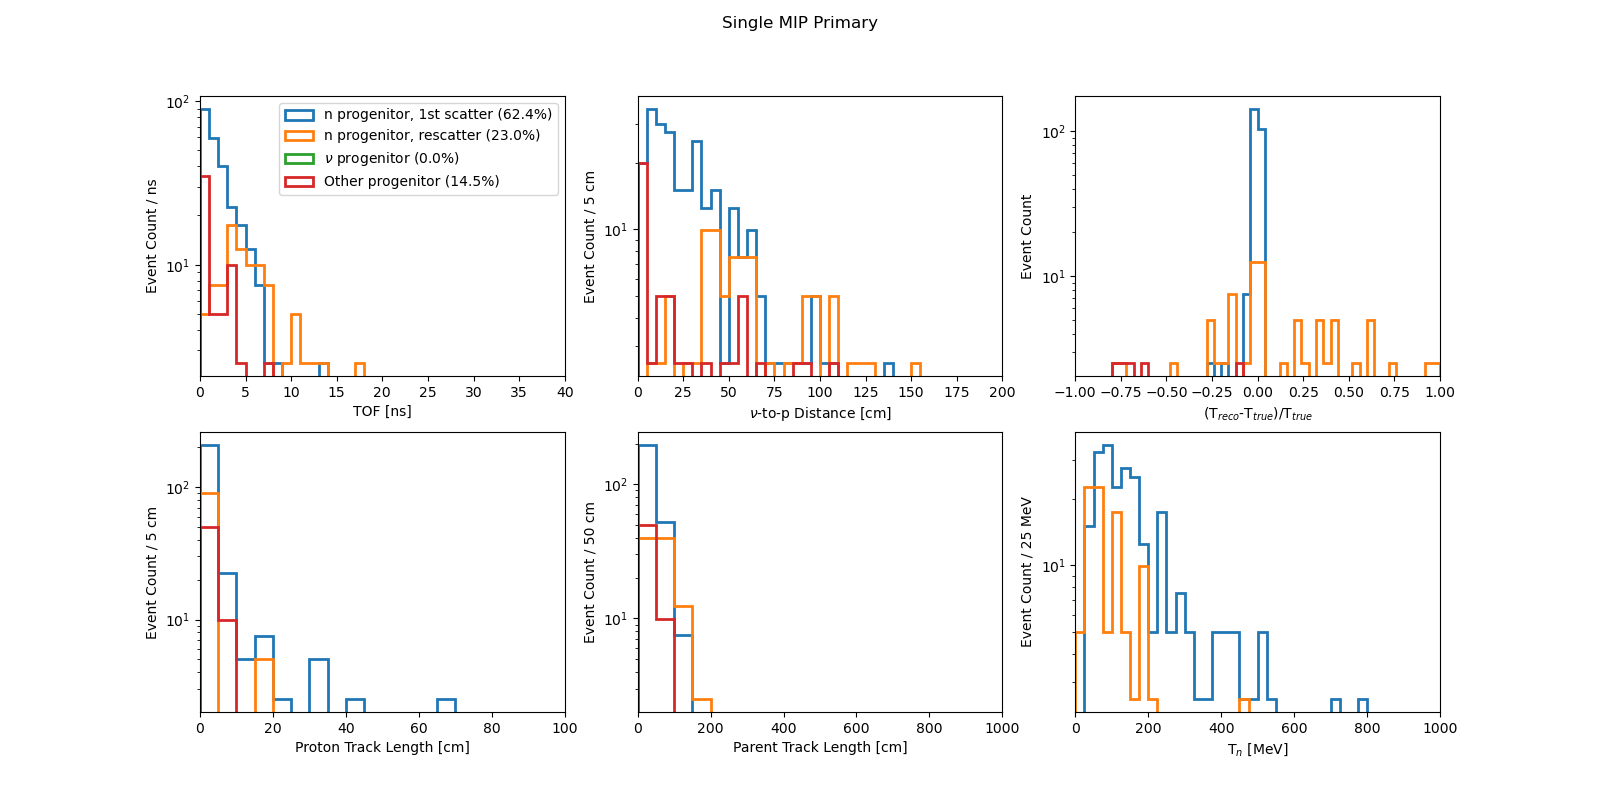 Single MIP Primary
10²
10¹
Event Count / ns
n progenitor, 1st scatter (62.4%)
n progenitor, rescatter (23.0%)
ν progenitor (0.0%)
Other progenitor (14.5%)
0 5 10 15 20 25 30 35 40
TOF [ns]
10¹
Event Count / 5 cm
0 25 50 75 100 125 150 175 200
ν-to-p Distance [cm]
10²
10¹
Event Count
−1.00 −0.75 −0.50 −0.25 0.00 0.25 0.50 0.75 1.00
(T_reco-T_true)/T_true
10²
10¹
Event Count / 5 cm
0 20 40 60 80 100
Proton Track Length [cm]
10²
10¹
Event Count / 50 cm
0 200 400 600 800 1000
Parent Track Length [cm]
10¹
Event Count / 25 MeV
0 200 400 600 800 1000
T_n [MeV]